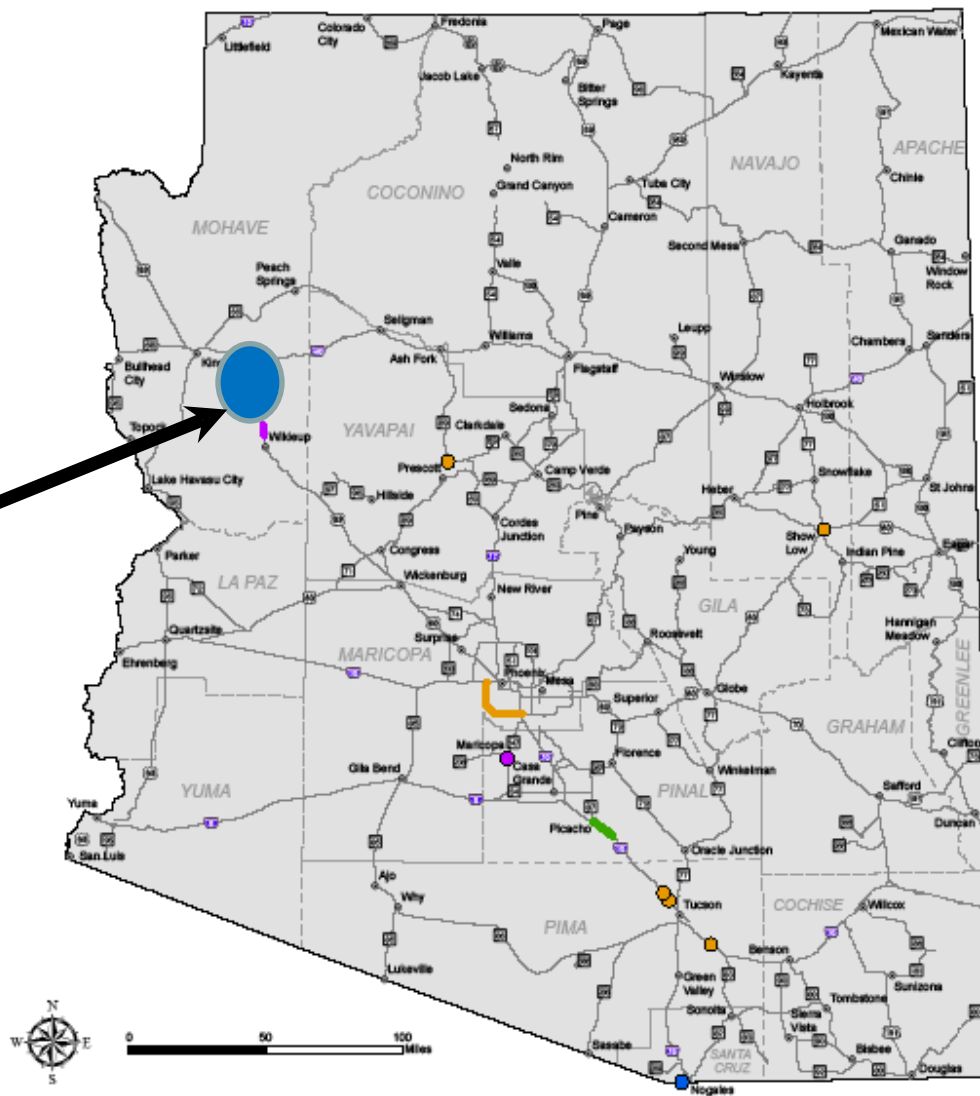 Littlefield
Colorado
City
Fredonia
Page
Mexican Water
Jacob Lake
Bitter
Springs
Kayenta
NAVAJO
APACHE
North Rim
Grand Canyon
Tuba City
Chinle
COCONINO
MOHAVE
Cameron
Second Mesa
Ganado
Window
Rock
Peach
Springs
Valle
Seligman
Williams
Leupp
Chambers
Sanders
Bullhead
City
Ash Fork
Flagstaff
Winslow
Holbrook
Topock
Wikieup
YAVAPAI
Clarkdale
Sedona
Lake Havasu City
Prescott
Camp Verde
Snowflake
St Johns
Hillside
Heber
Pine
Payson
Cordes
Junction
Show
Low
Indian Pine
Eagar
Parker
Congress
Young
LA PAZ
Wickenburg
New River
GILA
Hannigan
Meadow
Quartzsite
Surprise
Roosevelt
Ehrenberg
MARICOPA
Phoenix
Mesa
Superior
Globe
GREENLEE
GRAHAM
Maricopa
Casa
Grande
Florence
Clifton
Gila Bend
Winkelman
YUMA
PINAL
Safford
Yuma
Duncan
Picacho
San Luis
Oracle Junction
Ajo
Why
Tucson
COCHISE
Willcox
PIMA
Benson
Lukeville
Green
Valley
Sunizona
Tombstone
Sonoita
Sierra
Vista
N
W
E
S
0
50
100
Miles
Sasabe
SANTA
CRUZ
Bisbee
Douglas
Nogales